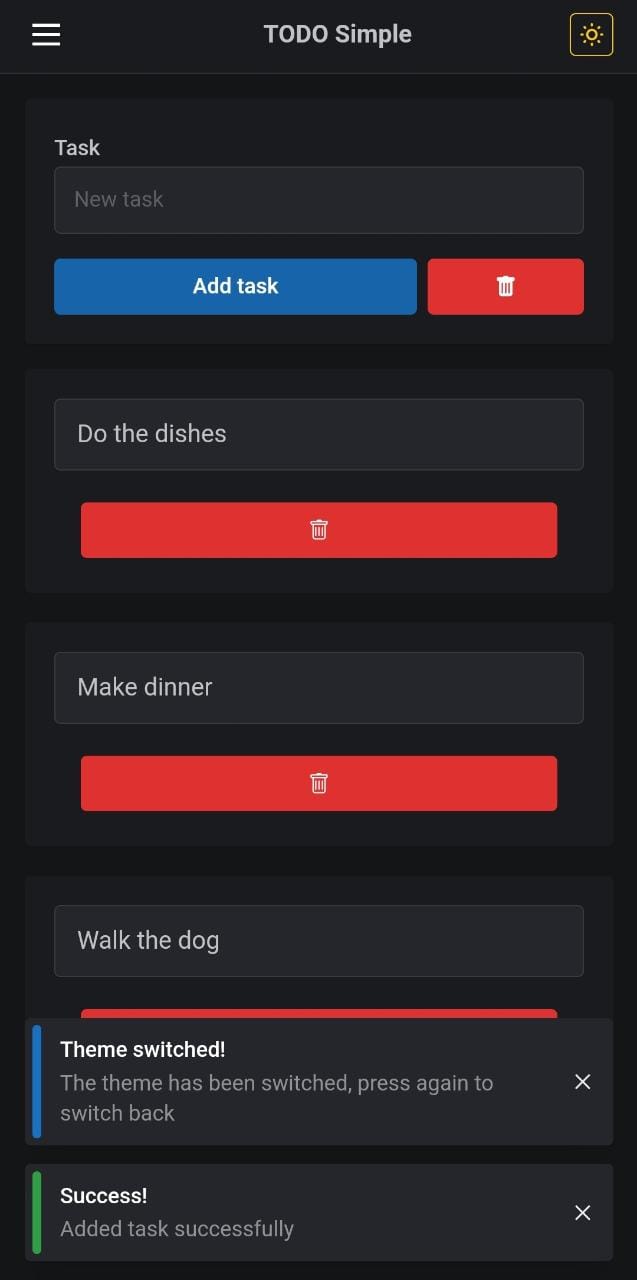 TODO Simple
Task
New task
Add task
Do the dishes
Make dinner
Walk the dog
Theme switched!
The theme has been switched, press again to
switch back
Success!
Added task successfully